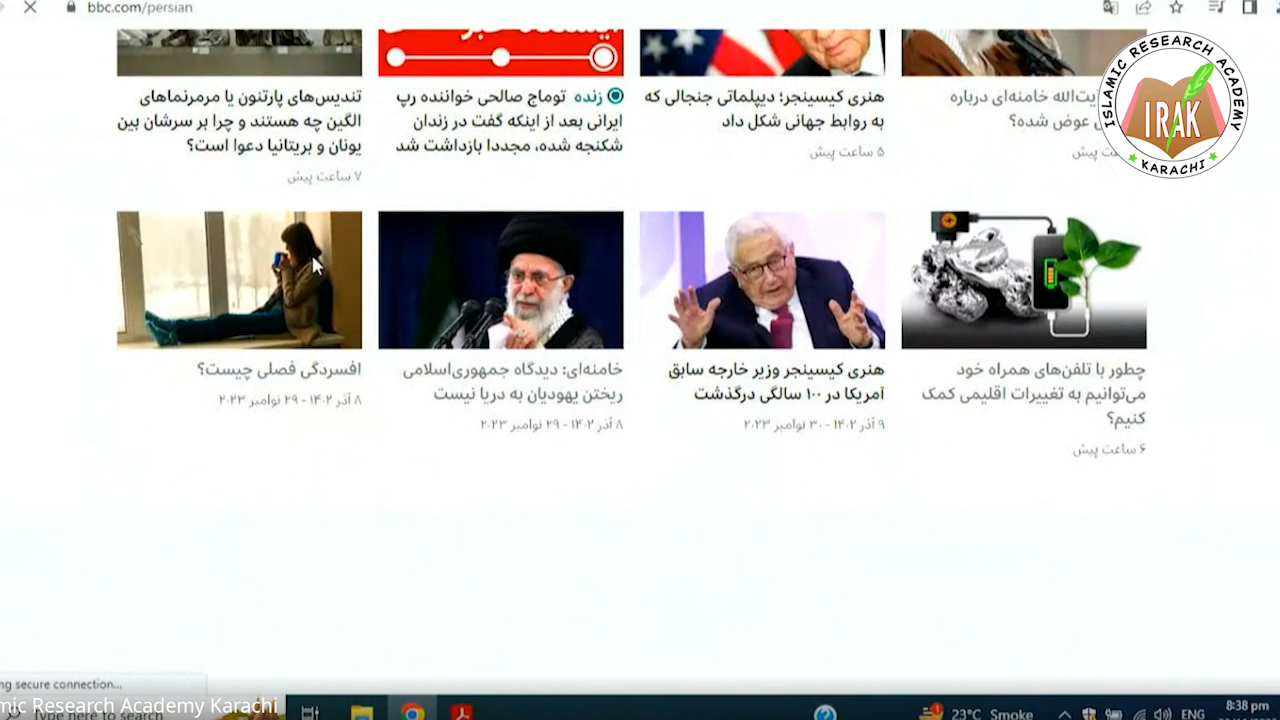 bbc.com/persian
ISLAMIC RESEARCH ACADEMY
IRAK
KARACHI
عوض شده؟
هنری کیسینجر؛ دیپلماتی جنجالی که
به روابط جهانی شکل داد
۵ ساعت پیش
زنده توماج صالحی خواننده رپ
ایرانی بعد از اینکه گفت در زندان
شکنجه شده، مجددا بازداشت شد
تندیس‌های پارتنون یا مرمرنماهای
الگین چه هستند و چرا بر سرشان بین
یونان و بریتانیا دعوا است؟
۷ ساعت پیش
چطور با تلفن‌های همراه خود
می‌توانیم به تغییرات اقلیمی کمک
کنیم؟
۶ ساعت پیش
هنری کیسینجر وزیر خارجه سابق
آمریکا در ۱۰۰ سالگی درگذشت
۹ آذر ۱۴۰۲ - ۳۰ نوامبر ۲۰۲۳
خامنه‌ای: دیدگاه جمهوری‌اسلامی
ریختن یهودیان به دریا نیست
۸ آذر ۱۴۰۲ - ۲۹ نوامبر ۲۰۲۳
افسردگی فصلی چیست؟
۸ آذر ۱۴۰۲ - ۲۹ نوامبر ۲۰۲۳
ng secure connection...
mic Research Academy Karachi
Type here to search
23°C Smoke
ENG
8:38 pm